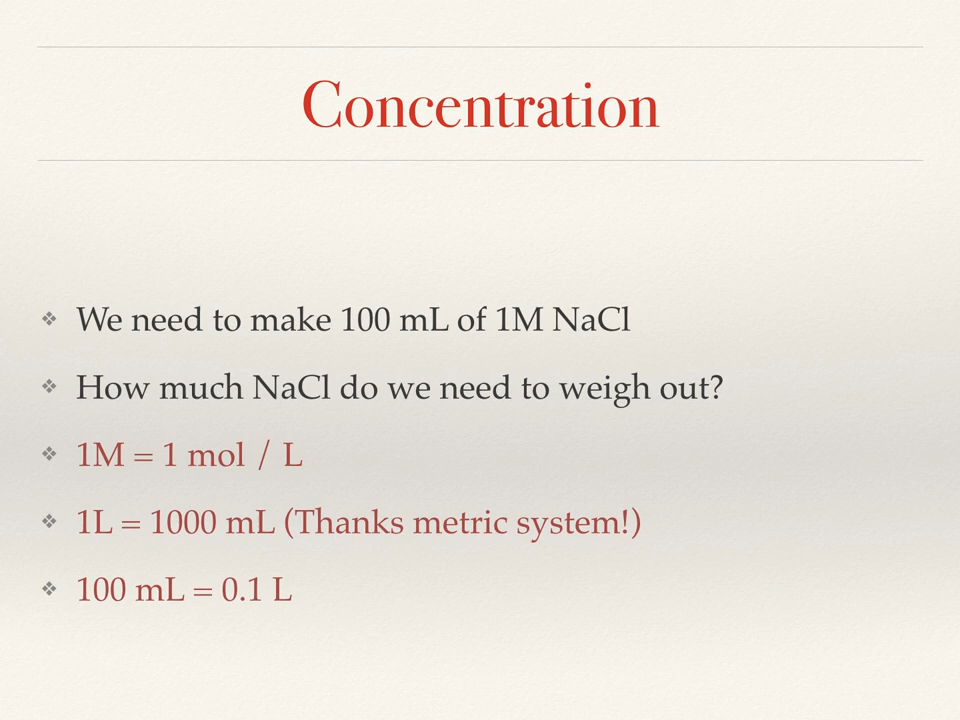 Concentration
❖ We need to make 100 mL of 1M NaCl
❖ How much NaCl do we need to weigh out?
❖ 1M = 1 mol / L
❖ 1L = 1000 mL (Thanks metric system!)
❖ 100 mL = 0.1 L